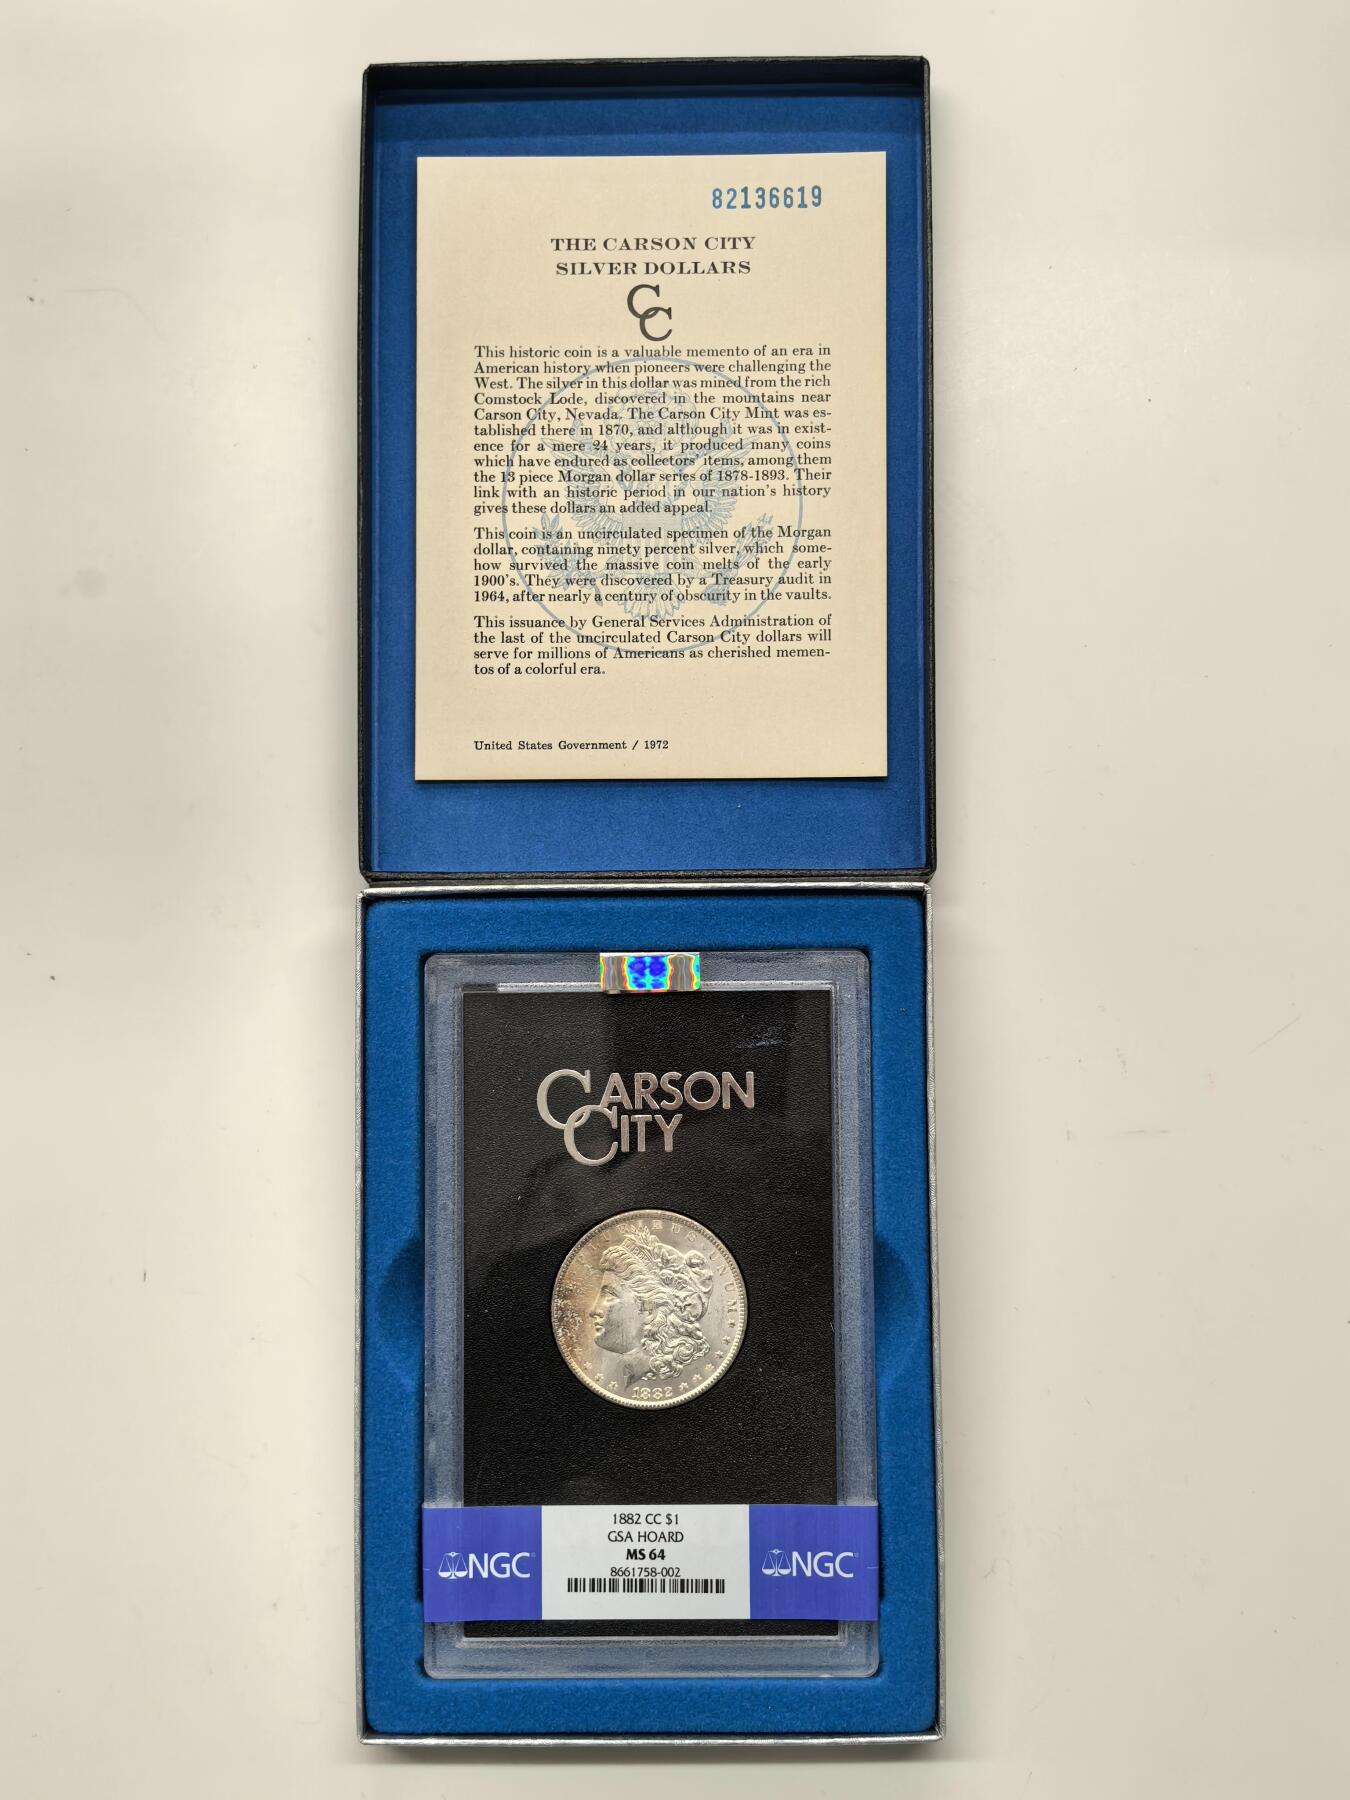 82136619
THE CARSON CITY
SILVER DOLLARS
CC
This historic coin is a valuable memento of an era in
American history when pioneers were challenging the
West. The silver in this dollar was mined from the rich
Comstock Lode, discovered in the mountains near
Carson City, Nevada. The Carson City Mint was es-
tablished there in 1870, and although it was in exist-
ence for a mere 24 years, it produced many coins
which have endured as collectors' items, among them
the 13 piece Morgan dollar series of 1878-1893. Their
link with an historic period in our nation's history
gives these dollars an added appeal.
This coin is an uncirculated specimen of the Morgan
dollar, containing ninety percent silver, which some-
how survived the massive coin melts of the early
1900's. They were discovered by a Treasury audit in
1964, after nearly a century of obscurity in the vaults.
This issuance by General Services Administration of
the last of the uncirculated Carson City dollars will
serve for millions of Americans as cherished memen-
tos of a colorful era.
United States Government / 1972
CARSON
CITY
E·PLURIBUS·UNUM
1882
1882 CC $1
GSA HOARD
MS 64
8661758-002
NGC
NGC